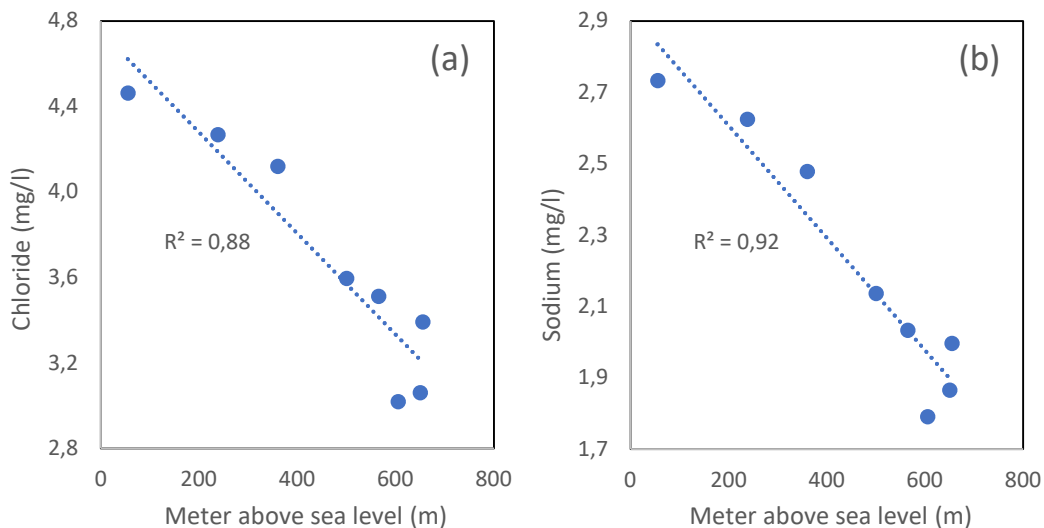 (a)
Chloride (mg/l)
4,8
4,4
4,0
3,6
3,2
2,8
R² = 0,88
0 200 400 600 800
Meter above sea level (m)
(b)
Sodium (mg/l)
2,9
2,7
2,5
2,3
2,1
1,9
1,7
R² = 0,92
0 200 400 600 800
Meter above sea level (m)